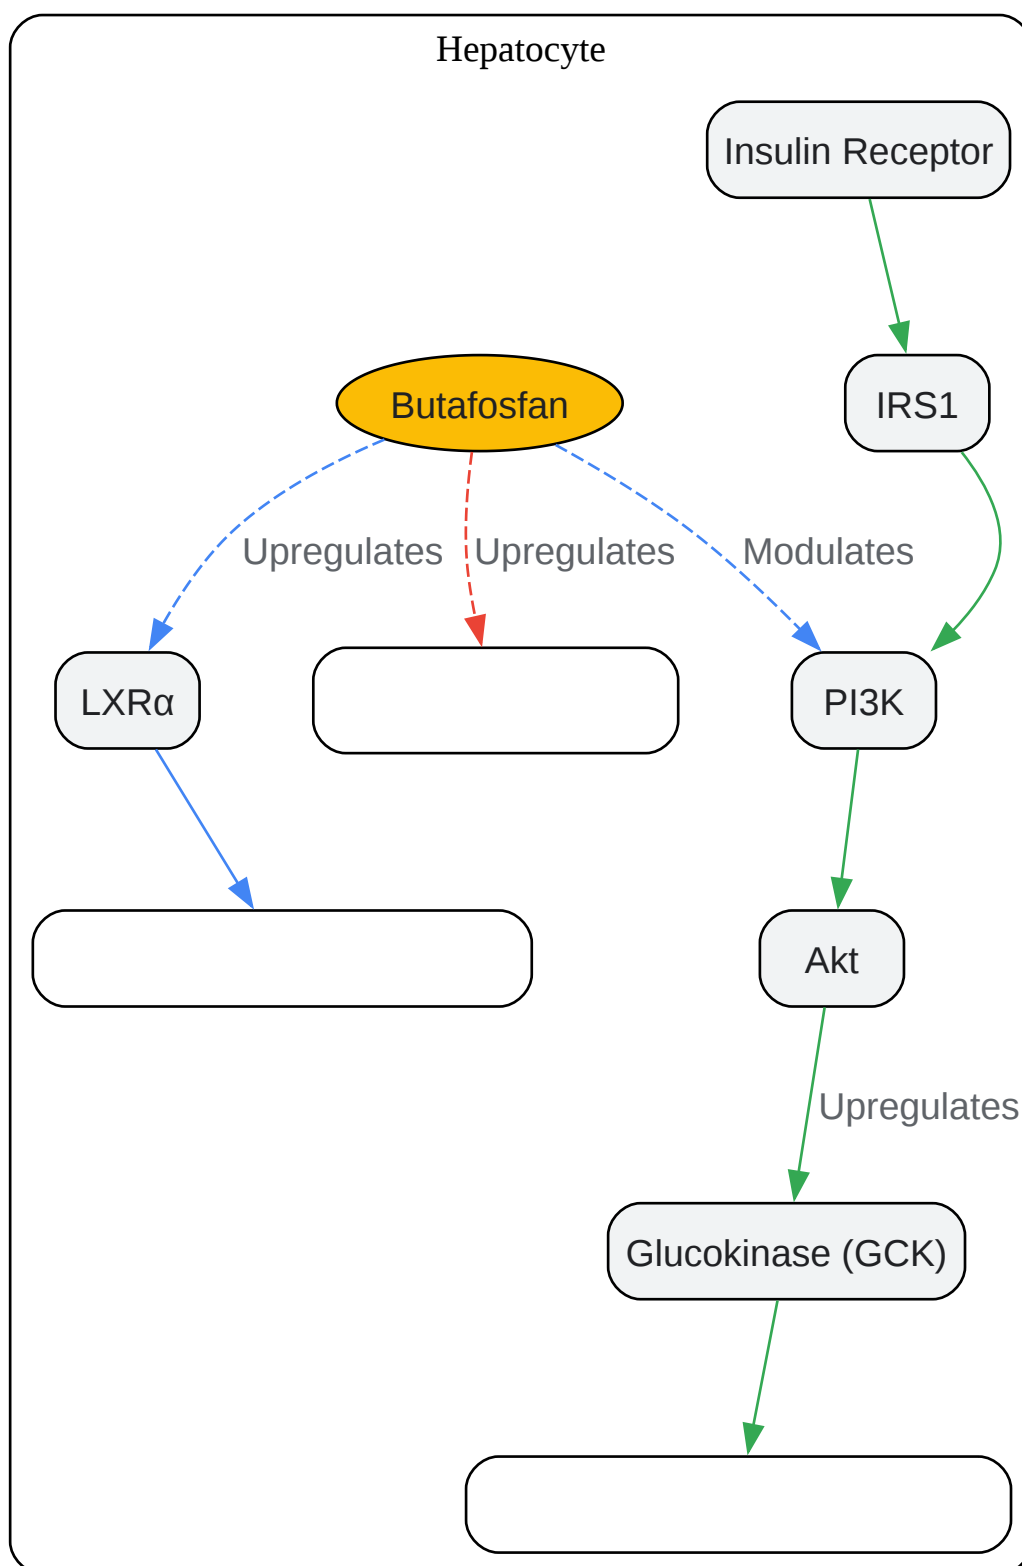 Hepatocyte
Insulin Receptor
Butafosfan
IRS1
Upregulates
Upregulates
Modulates
LXRα
PI3K
Akt
Upregulates
Glucokinase (GCK)